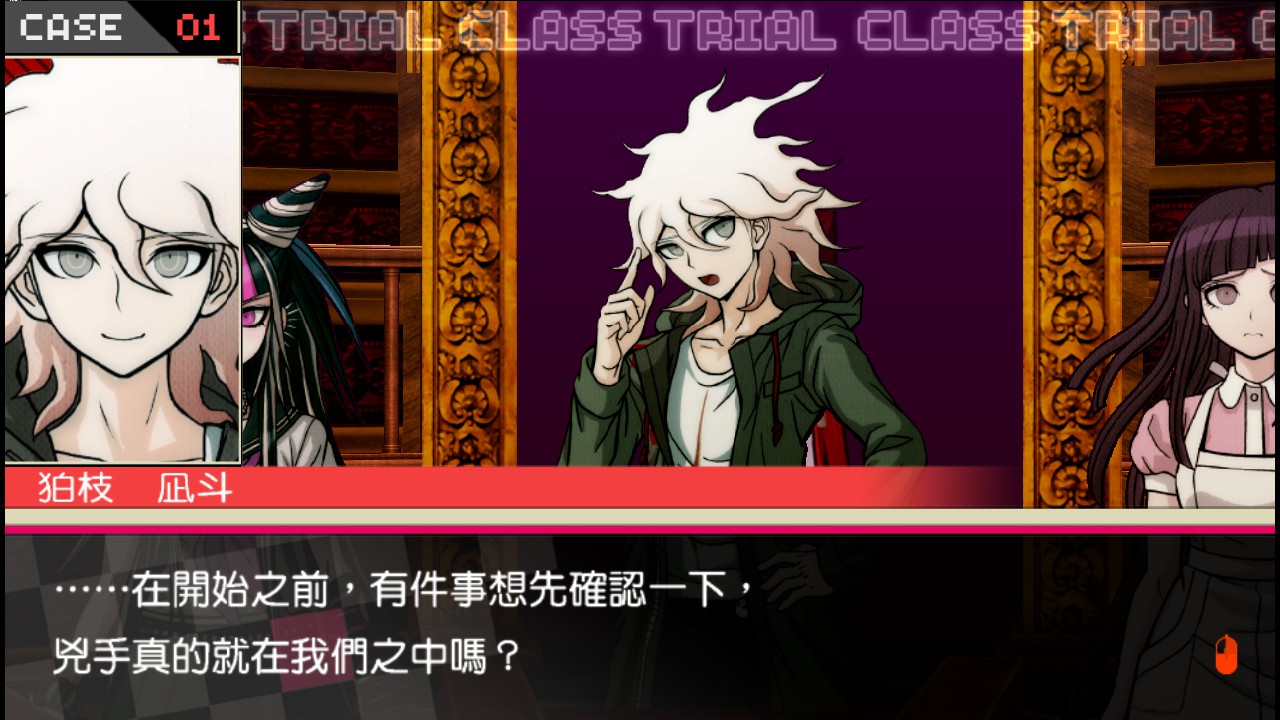 CASE 01
S TRIAL CLASS TRIAL CLASS TRIAL C
狛枝 凪斗
……在開始之前，有件事想先確認一下，
兇手真的就在我們之中嗎？